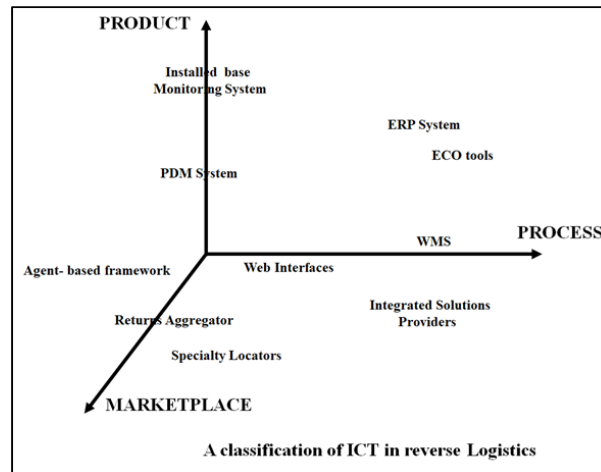 PRODUCT
Installed base
Monitoring System
ERP System
ECO tools
PDM System
PROCESS
WMS
Web Interfaces
Agent- based framework
Integrated Solutions
Providers
Returns Aggregator
Specialty Locators
MARKETPLACE
A classification of ICT in reverse Logistics